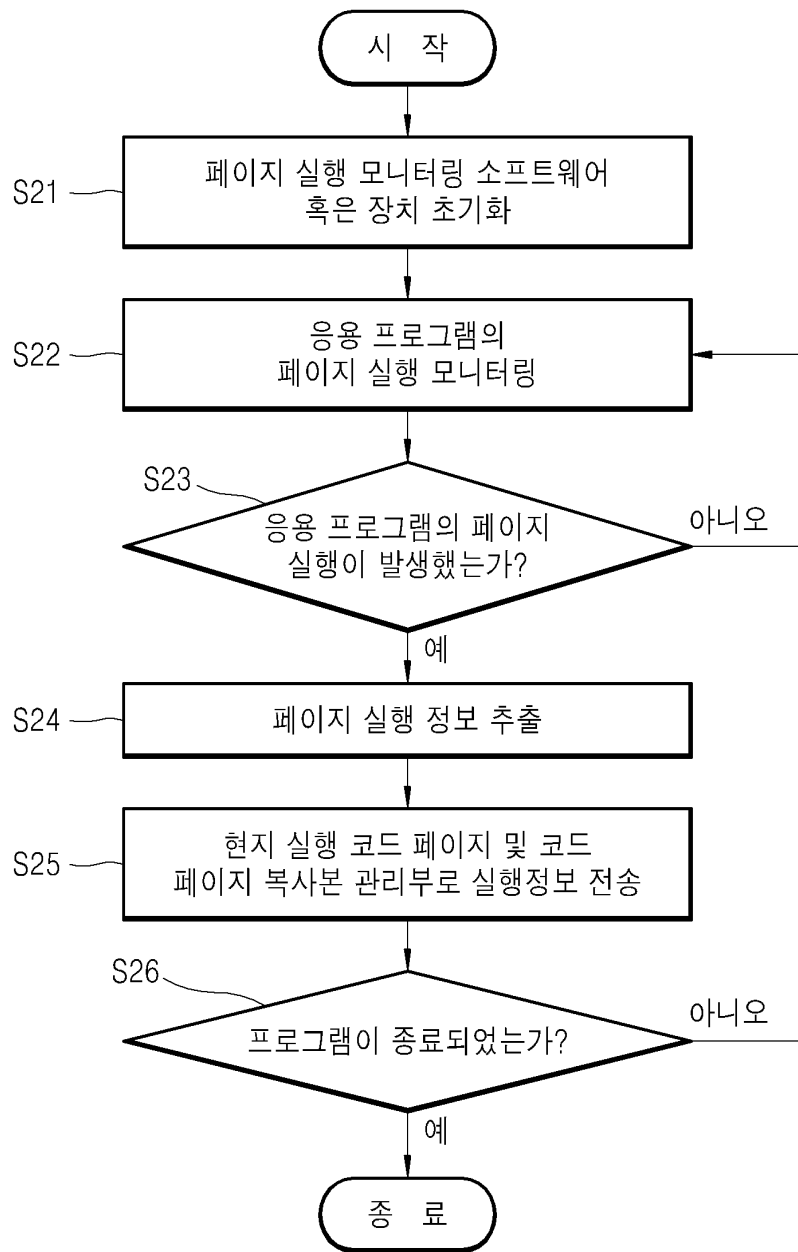 시 작
S21
페이지 실행 모니터링 소프트웨어
혹은 장치 초기화
S22
응용 프로그램의
페이지 실행 모니터링
S23
응용 프로그램의 페이지
실행이 발생했는가?
아니오
예
S24
페이지 실행 정보 추출
S25
현지 실행 코드 페이지 및 코드
페이지 복사본 관리부로 실행정보 전송
S26
프로그램이 종료되었는가?
아니오
예
종 료